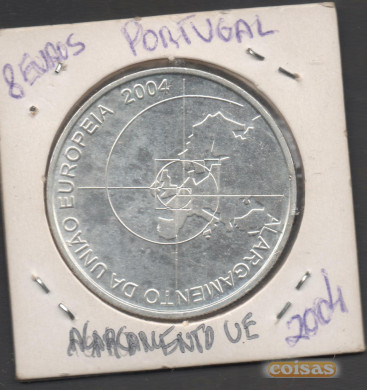 8 EUROS PORTUGAL
ALARGAMENTO DA UNIÃO EUROPEIA 2004
ALARGAMENTO UE 2004
coisas